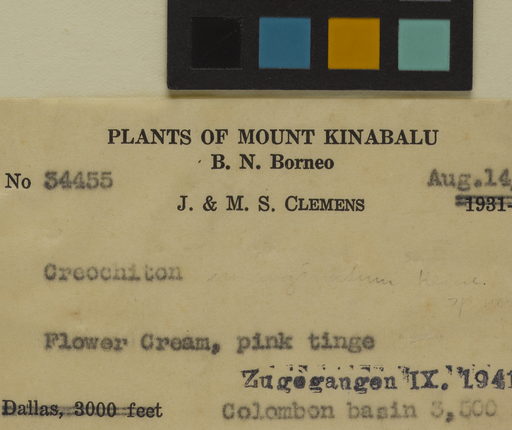 PLANTS OF MOUNT KINABALU
B. N. Borneo
No 34455
Aug.14,
1931-
J. & M. S. CLEMENS
Creochiton
Flower Cream, pink tinge
Zugegangen IX. 1941
Dallas, 3000 feet
Colombon basin 3,500